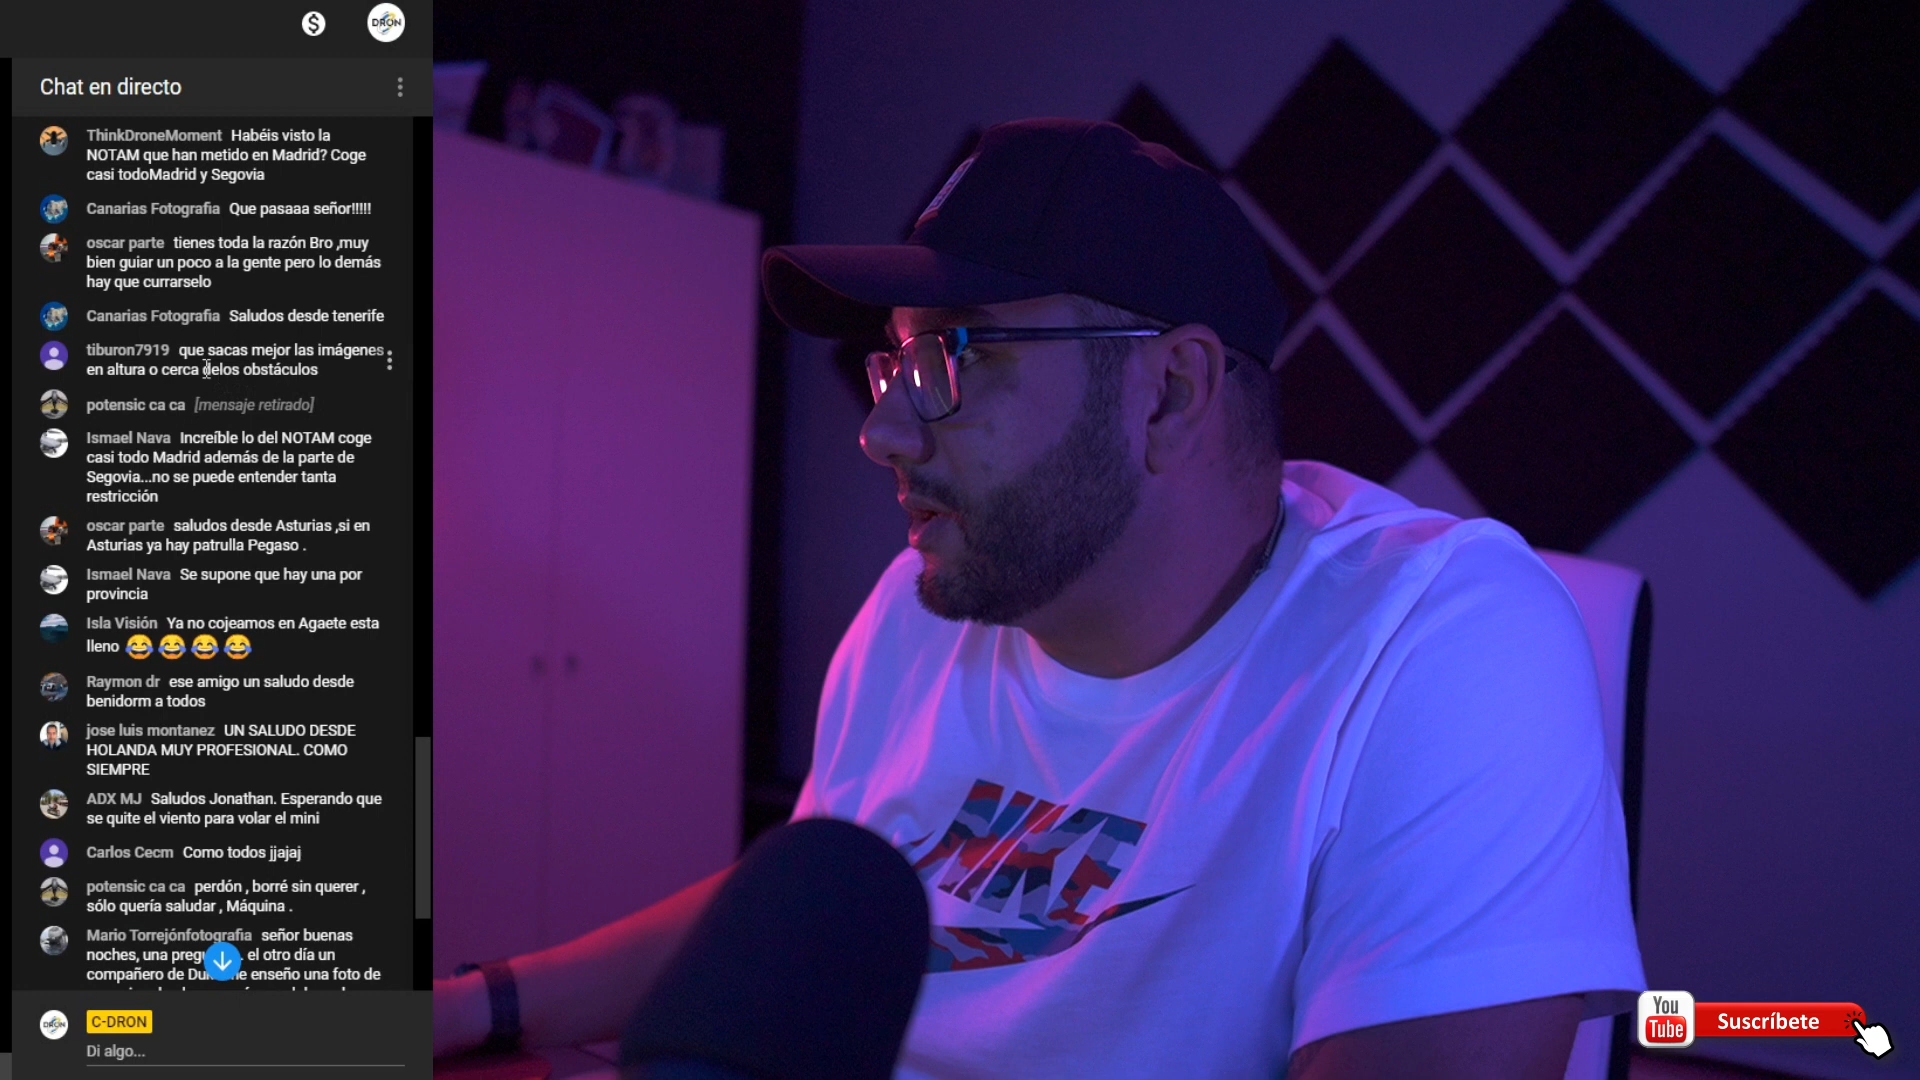 $
DRON
Chat en directo
ThinkDroneMoment Habéis visto la
NOTAM que han metido en Madrid? Coge
casi todoMadrid y Segovia
Canarias Fotografia Que pasaaa señor!!!!!
oscar parte tienes toda la razón Bro ,muy
bien guiar un poco a la gente pero lo demás
hay que currarselo
Canarias Fotografia Saludos desde tenerife
tiburon7919 que sacas mejor las imágenes
en altura o cerca delos obstáculos
potensic ca ca [mensaje retirado]
Ismael Nava Increíble lo del NOTAM coge
casi todo Madrid además de la parte de
Segovia...no se puede entender tanta
restricción
oscar parte saludos desde Asturias ,si en
Asturias ya hay patrulla Pegaso .
Ismael Nava Se supone que hay una por
provincia
Isla Visión Ya no cojeamos en Agaete esta
lleno 😂😂😂😂
Raymon dr ese amigo un saludo desde
benidorm a todos
jose luis montanez UN SALUDO DESDE
HOLANDA MUY PROFESIONAL. COMO
SIEMPRE
ADX MJ Saludos Jonathan. Esperando que
se quite el viento para volar el mini
Carlos Cecm Como todos jjajaj
potensic ca ca perdón , borré sin querer ,
sólo quería saludar , Máquina .
Mario Torrejónfotografia señor buenas
noches, una el otro día un
compañero de enseño una foto de
DRON
C-DRON
Di algo...
NIKE
You
Tube
Suscríbete